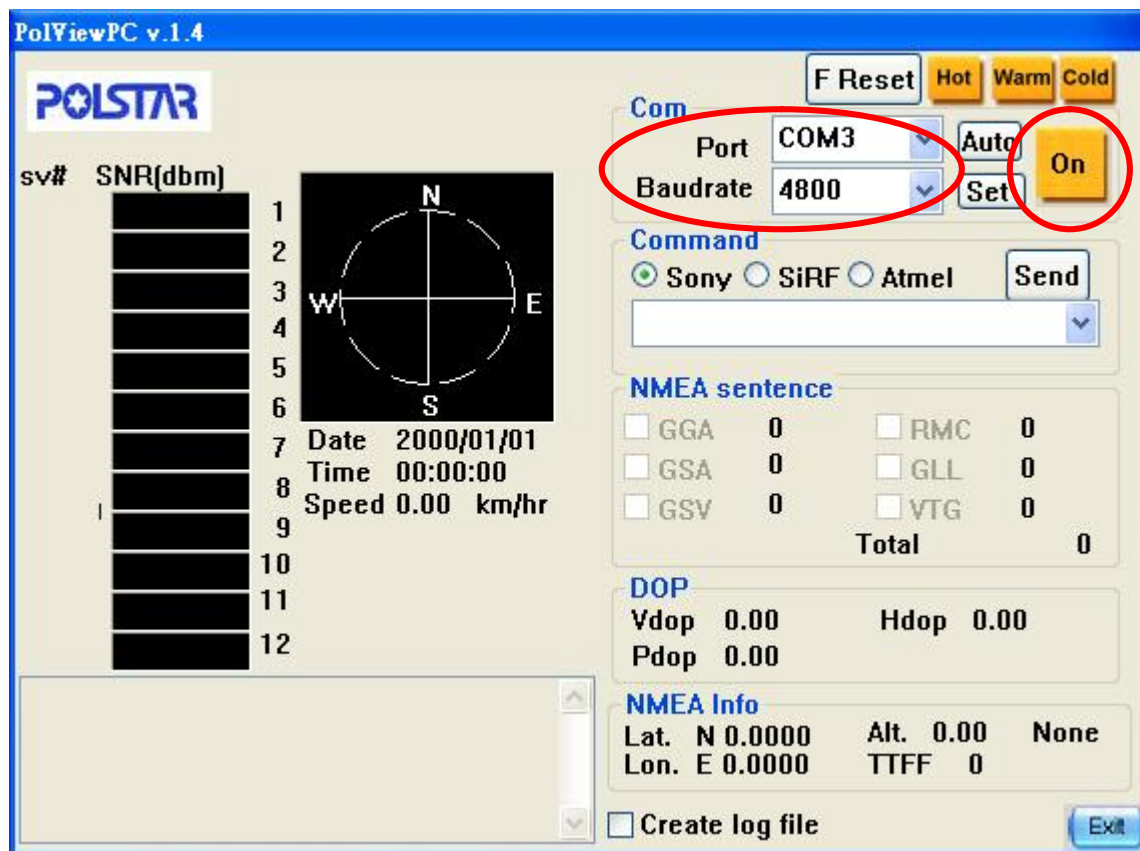 PolViewPC v.1.4
POLSTAR
F Reset Hot Warm Cold
Com
Port COM3 Auto
Baudrate 4800 Set
On
sv# SNR(dbm)
1
2
3
4
5
6
7
8
9
10
11
12
N
W E
S
Date 2000/01/01
Time 00:00:00
Speed 0.00 km/hr
Command
Sony SiRF Atmel Send
NMEA sentence
GGA 0 RMC 0
GSA 0 GLL 0
GSV 0 VTG 0
Total 0
DOP
Vdop 0.00 Hdop 0.00
Pdop 0.00
NMEA Info
Lat. N 0.0000 Alt. 0.00 None
Lon. E 0.0000 TTFF 0
Create log file
Exit